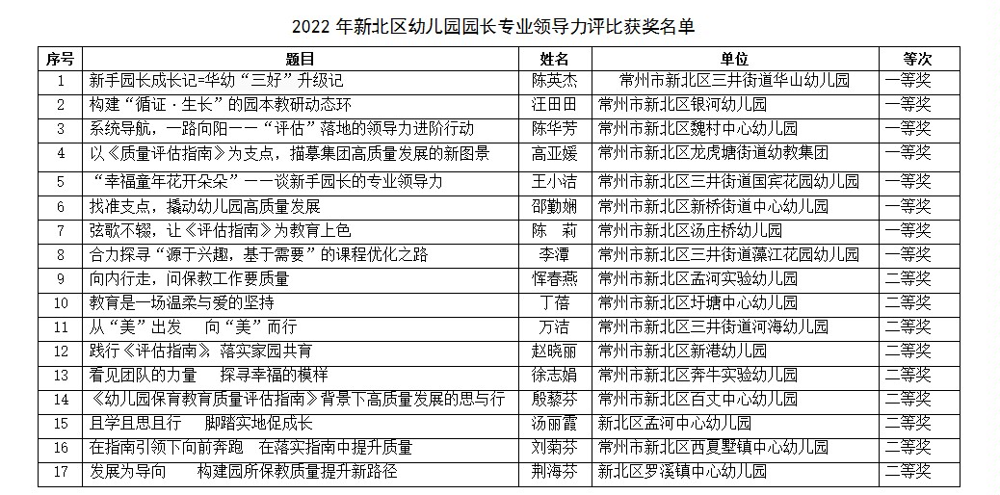 2022年新北区幼儿园园长专业领导力评比获奖名单
序号 题目 姓名 单位 等次
1 新手园长成长记=华幼“三好”升级记 陈英杰 常州市新北区三井街道华山幼儿园 一等奖
2 构建“循证·生长”的园本教研动态环 汪田田 常州市新北区银河幼儿园 一等奖
3 系统导航，一路向阳——“评估”落地的领导力进阶行动 陈华芳 常州市新北区魏村中心幼儿园 一等奖
4 以《质量评估指南》为支点，描摹集团高质量发展的新图景 高亚媛 常州市新北区龙虎塘街道幼教集团 一等奖
5 “幸福童年花开朵朵”——谈新手园长的专业领导力 王小洁 常州市新北区三井街道国宾花园幼儿园 一等奖
6 找准支点，撬动幼儿园高质量发展 邵勤娴 常州市新北区新桥街道中心幼儿园 一等奖
7 弦歌不辍，让《评估指南》为教育上色 陈 莉 常州市新北区汤庄桥幼儿园 一等奖
8 合力探寻“源于兴趣，基于需要”的课程优化之路 李潭 常州市新北区三井街道藻江花园幼儿园 一等奖
9 向内行走，问保教工作要质量 恽春燕 常州市新北区孟河实验幼儿园 二等奖
10 教育是一场温柔与爱的坚持 丁蓓 常州市新北区圩塘中心幼儿园 二等奖
11 从“美”出发 向“美”而行 万洁 常州市新北区三井街道河海幼儿园 二等奖
12 践行《评估指南》，落实家园共育 赵晓丽 常州市新北区新港幼儿园 二等奖
13 看见团队的力量 探寻幸福的模样 徐志娟 常州市新北区奔牛实验幼儿园 二等奖
14 《幼儿园保育教育质量评估指南》背景下高质量发展的思与行 殷藜芬 常州市新北区百丈中心幼儿园 二等奖
15 且学且思且行 脚踏实地促成长 汤丽霞 新北区孟河中心幼儿园 二等奖
16 在指南引领下向前奔跑 在落实指南中提升质量 刘菊芬 常州市新北区西夏墅镇中心幼儿园 二等奖
17 发展为导向 构建园所保教质量提升新路径 荆海芬 新北区罗溪镇中心幼儿园 二等奖